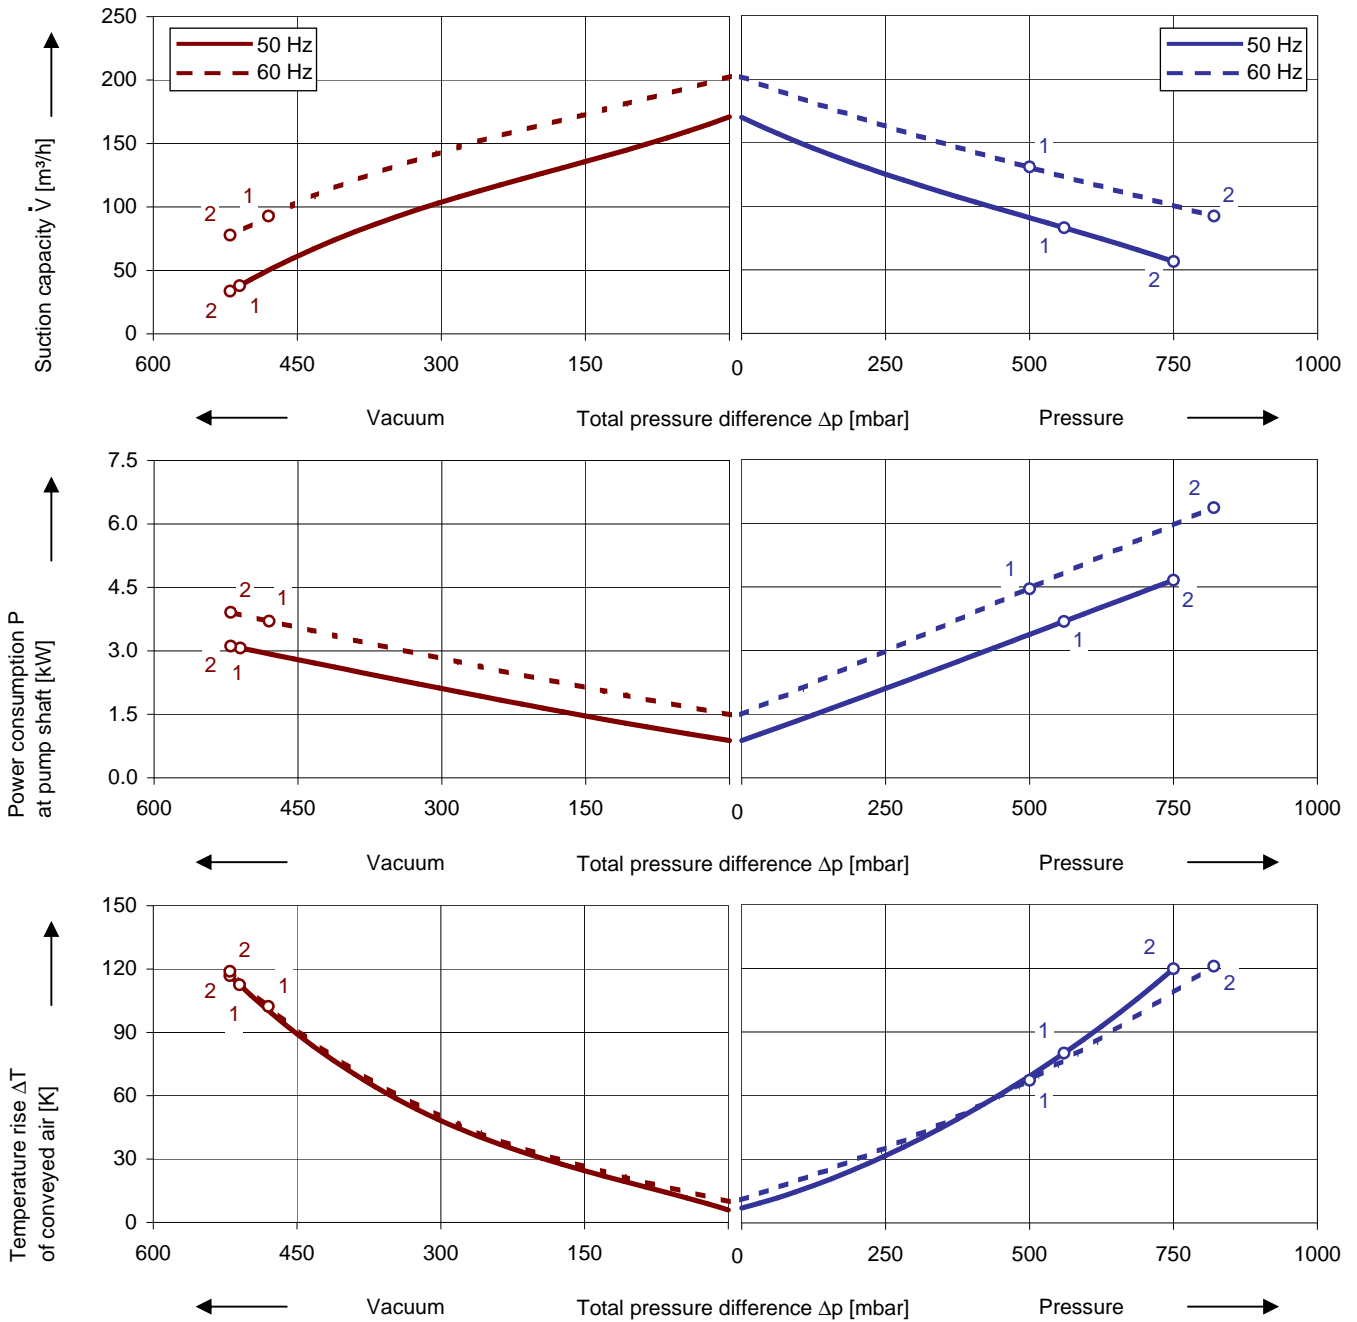 250
200
150
100
50
0
50 Hz
60 Hz
50 Hz
60 Hz
2
1
2
1
1
2
1
2
Suction capacity V̇ [m³/h]
600 450 300 150 0 250 500 750 1000
Vacuum Total pressure difference Δp [mbar] Pressure
7.5
6.0
4.5
3.0
1.5
0.0
2
1
2
1
2
1
2
1
Power consumption P
at pump shaft [kW]
600 450 300 150 0 250 500 750 1000
Vacuum Total pressure difference Δp [mbar] Pressure
150
120
90
60
30
0
2
1
2
1
2
2
1
1
Temperature rise ΔT
of conveyed air [K]
600 450 300 150 0 250 500 750 1000
Vacuum Total pressure difference Δp [mbar] Pressure